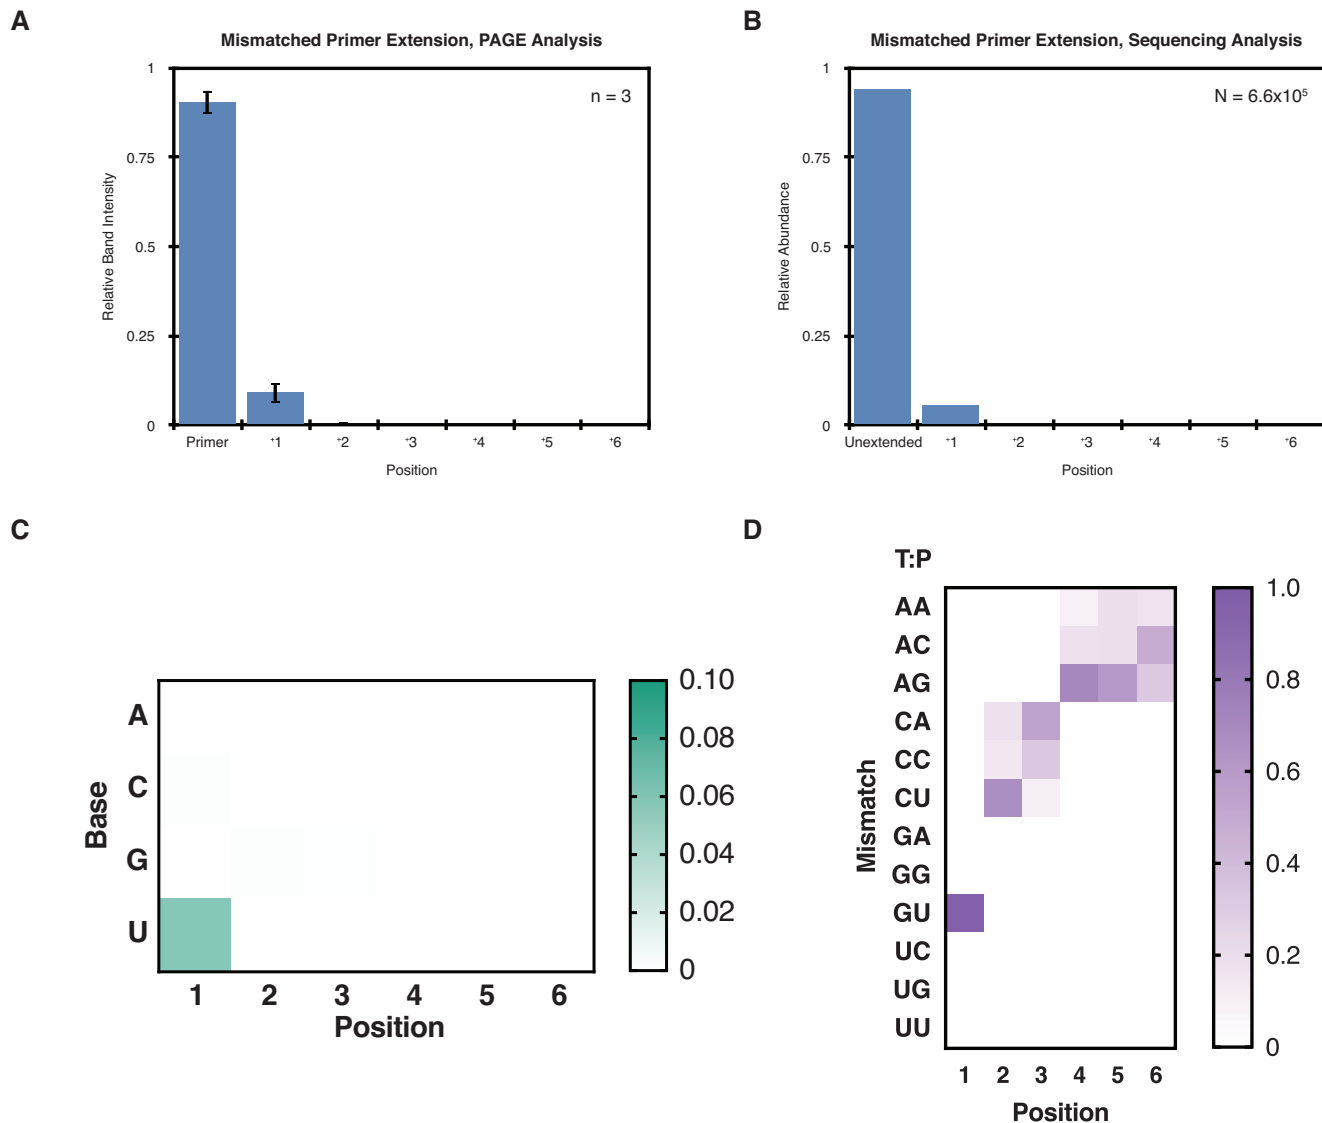 A
Mismatched Primer Extension, PAGE Analysis
n = 3
Relative Band Intensity
1
0.75
0.5
0.25
0
Primer
+1
+2
+3
+4
+5
+6
Position
B
Mismatched Primer Extension, Sequencing Analysis
N = 6.6x10⁵
Relative Abundance
1
0.75
0.5
0.25
0
Unextended
+1
+2
+3
+4
+5
+6
Position
C
Base
A
C
G
U
1 2 3 4 5 6
Position
0.10
0.08
0.06
0.04
0.02
0
D
T:P
Mismatch
AA
AC
AG
CA
CC
CU
GA
GG
GU
UC
UG
UU
1 2 3 4 5 6
Position
1.0
0.8
0.6
0.4
0.2
0